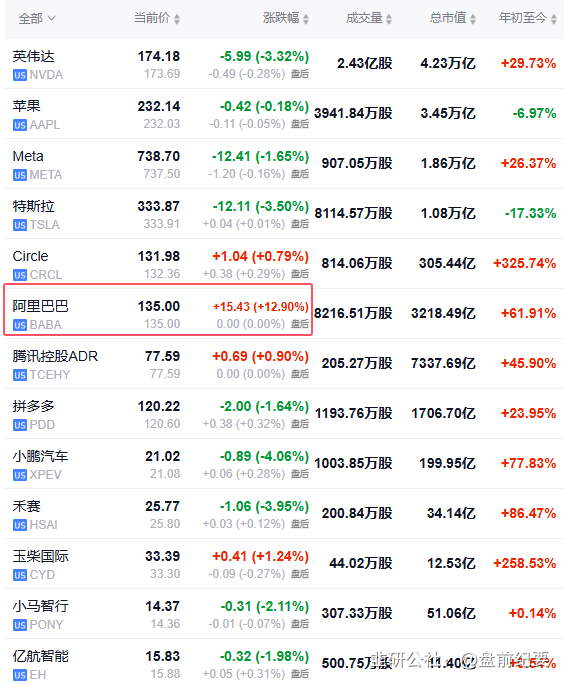 全部 当前价 涨跌幅 成交量 总市值 年初至今
英伟达 174.18 -5.99 (-3.32%) 2.43亿股 4.23万亿 +29.73%
US NVDA 173.69 -0.49 (-0.28%) 盘后
苹果 232.14 -0.42 (-0.18%) 3941.84万股 3.45万亿 -6.97%
US AAPL 232.03 -0.11 (-0.05%) 盘后
Meta 738.70 -12.41 (-1.65%) 907.05万股 1.86万亿 +26.37%
US META 737.50 -1.20 (-0.16%) 盘后
特斯拉 333.87 -12.11 (-3.50%) 8114.57万股 1.08万亿 -17.33%
US TSLA 333.91 +0.04 (+0.01%) 盘后
Circle 131.98 +1.04 (+0.79%) 814.06万股 305.44亿 +325.74%
US CRCL 132.36 +0.38 (+0.29%) 盘后
阿里巴巴 135.00 +15.43 (+12.90%) 8216.51万股 3218.49亿 +61.91%
US BABA 135.00 0.00 (0.00%) 盘后
腾讯控股ADR 77.59 +0.69 (+0.90%) 205.27万股 7337.69亿 +45.90%
US TCEHY 77.59 0.00 (0.00%) 盘后
拼多多 120.22 -2.00 (-1.64%) 1193.76万股 1706.70亿 +23.95%
US PDD 120.60 +0.38 (+0.32%) 盘后
小鹏汽车 21.02 -0.89 (-4.06%) 1003.85万股 199.95亿 +77.83%
US XPEV 21.08 +0.06 (+0.28%) 盘后
禾赛 25.77 -1.06 (-3.95%) 200.84万股 34.14亿 +86.47%
US HSAI 25.80 +0.03 (+0.12%) 盘后
玉柴国际 33.39 +0.41 (+1.24%) 44.02万股 12.53亿 +258.53%
US CYD 33.30 -0.09 (-0.27%) 盘后
小马智行 14.37 -0.31 (-2.11%) 307.33万股 51.06亿 +0.14%
US PONY 14.36 -0.01 (-0.07%) 盘后
亿航智能 15.83 -0.32 (-1.98%) 500.75万股
US EH 15.88 +0.05 (+0.31%) 盘后
@盘前纪要